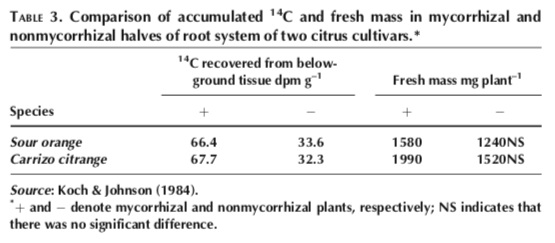 TABLE 3. Comparison of accumulated ¹⁴C and fresh mass in mycorrhizal and
nonmycorrhizal halves of root system of two citrus cultivars.*
¹⁴C recovered from below-
ground tissue dpm g⁻¹ Fresh mass mg plant⁻¹
Species + − + −
Sour orange 66.4 33.6 1580 1240NS
Carrizo citrange 67.7 32.3 1990 1520NS
Source: Koch & Johnson (1984).
*+ and − denote mycorrhizal and nonmycorrhizal plants, respectively; NS indicates that
there was no significant difference.